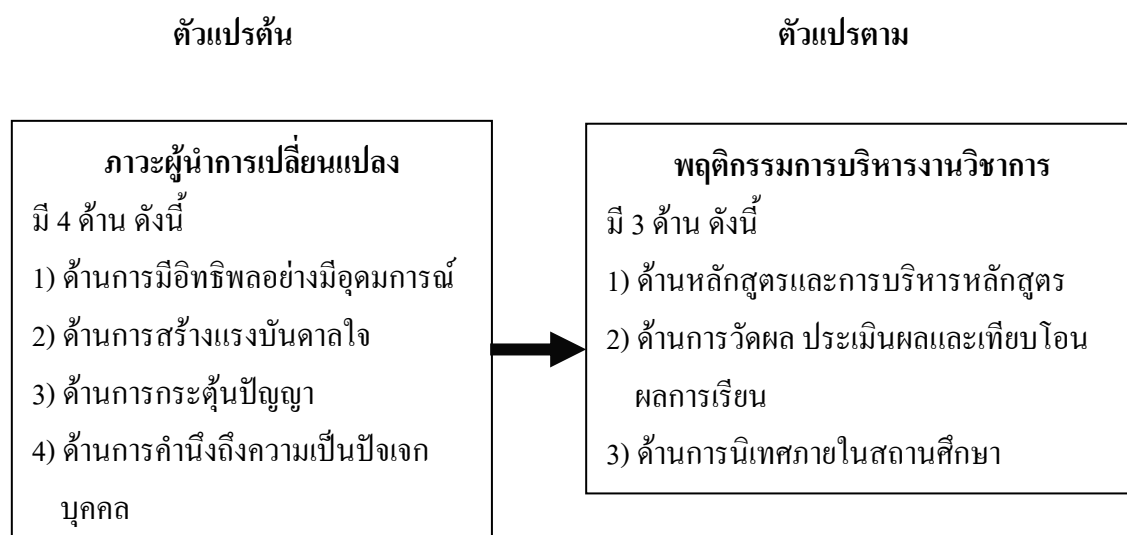 ตัวแปรต้น
ตัวแปรตาม
ภาวะผู้นำการเปลี่ยนแปลง
มี 4 ด้าน ดังนี้
1) ด้านการมีอิทธิพลอย่างมีอุดมการณ์
2) ด้านการสร้างแรงบันดาลใจ
3) ด้านการกระตุ้นปัญญา
4) ด้านการคำนึงถึงความเป็นปัจเจก
บุคคล
พฤติกรรมการบริหารงานวิชาการ
มี 3 ด้าน ดังนี้
1) ด้านหลักสูตรและการบริหารหลักสูตร
2) ด้านการวัดผล ประเมินผลและเทียบโอน
ผลการเรียน
3) ด้านการนิเทศภายในสถานศึกษา